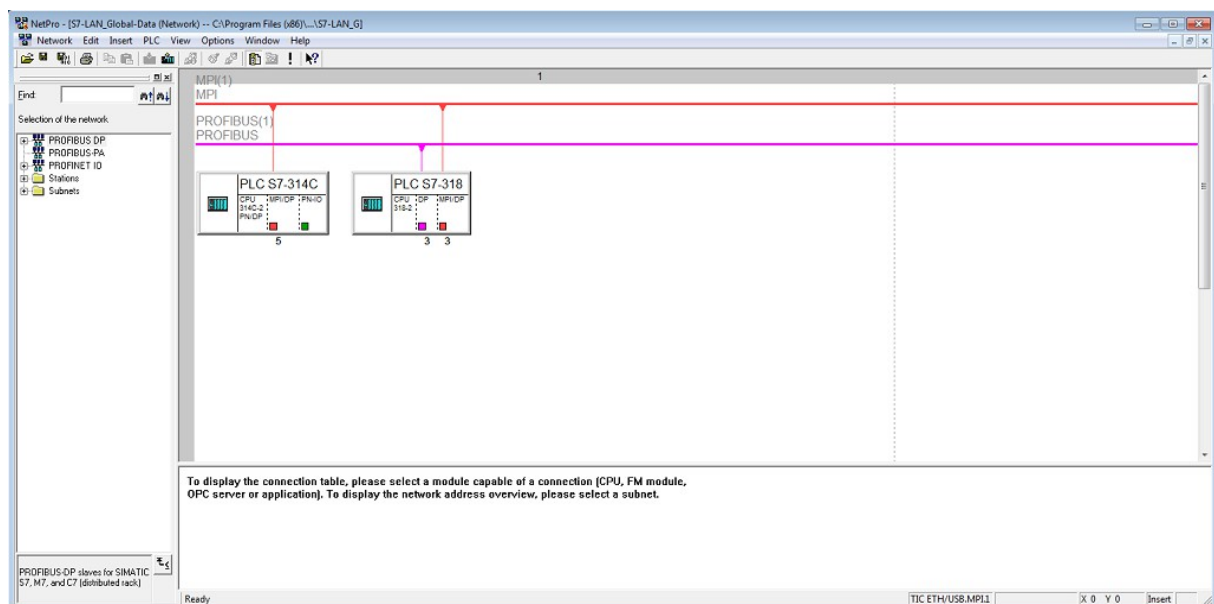 NetPro - [S7-LAN_Global-Data (Network) -- C:\Program Files (x86)\...\S7-LAN_G]
Network Edit Insert PLC View Options Window Help
Find:
Selection of the network
PROFIBUS DP
PROFIBUS-PA
PROFINET IO
Stations
Subnets
1
MPI(1)
MPI
PROFIBUS(1)
PROFIBUS
PLC S7-314C
CPU 314C-2 PN/DP
MPI/DP
PN-IO
5
PLC S7-318
CPU 318-2
DP
MPI/DP
3 3
To display the connection table, please select a module capable of a connection (CPU, FM module,
OPC server or application). To display the network address overview, please select a subnet.
PROFIBUS-DP slaves for SIMATIC
S7, M7, and C7 (distributed rack)
Ready
TIC ETH/USB.MPI.1
X 0 Y 0
Insert